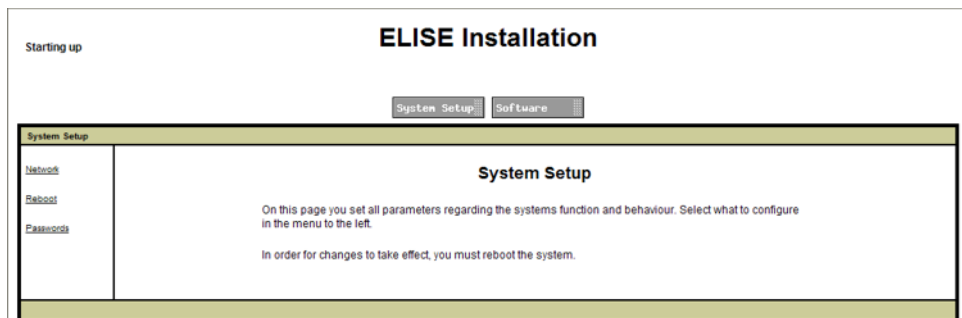 Starting up
ELISE Installation
System Setup
Software
System Setup
Network
Reboot
Passwords
System Setup
On this page you set all parameters regarding the systems function and behaviour. Select what to configure
in the menu to the left.
In order for changes to take effect, you must reboot the system.